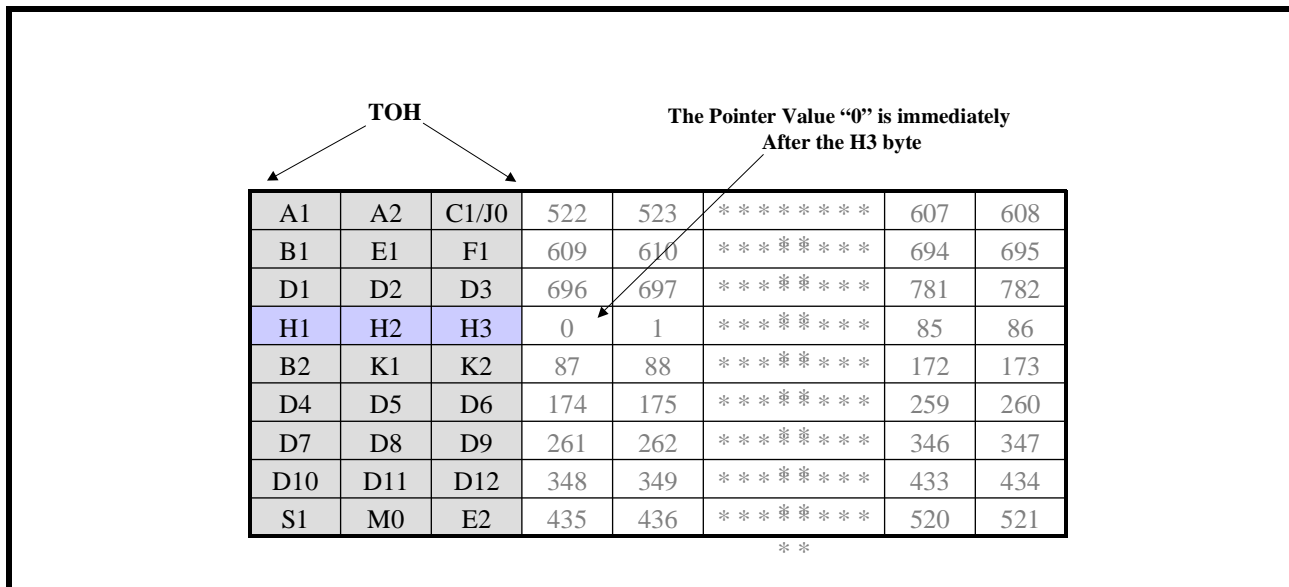 TOH
The Pointer Value “0” is immediately
After the H3 byte
A1 A2 C1/J0 522 523 * * * * * * * * 607 608
B1 E1 F1 609 610 * * * * * * * * 694 695
D1 D2 D3 696 697 * * * * * * * * 781 782
H1 H2 H3 0 1 * * * * * * * * 85 86
B2 K1 K2 87 88 * * * * * * * * 172 173
D4 D5 D6 174 175 * * * * * * * * 259 260
D7 D8 D9 261 262 * * * * * * * * 346 347
D10 D11 D12 348 349 * * * * * * * * 433 434
S1 M0 E2 435 436 * * * * * * * * 520 521
* *